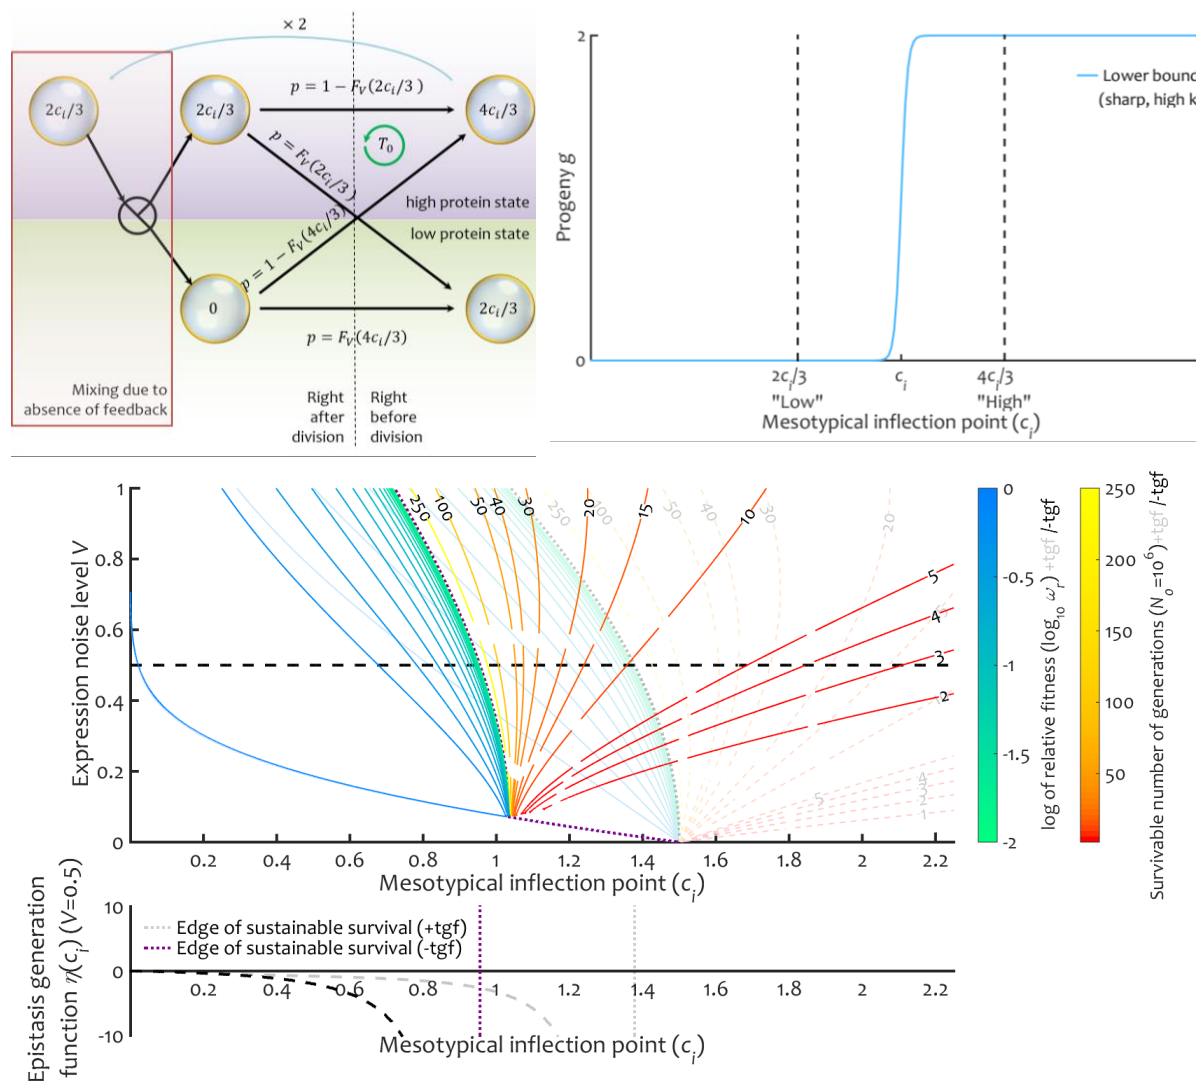 × 2
2c_i/3
2c_i/3
p = 1 − F_V(2c_i/3 )
4c_i/3
T_0
p = F_V(2c_i/3 )
p = 1 − F_V(4c_i/3)
high protein state
low protein state
0
2c_i/3
p = F_V(4c_i/3)
Mixing due to
absence of feedback
Right
after
division
Right
before
division
2
Progeny g
0
Lower bound
(sharp, high k
2c_i/3
"Low"
c_i
4c_i/3
"High"
Mesotypical inflection point (c_i)
Expression noise level V
1
0.8
0.6
0.4
0.2
0
250
100
50
40
30
20
15
10
5
4
3
2
250
100
50
40
30
20
15
5
4
3
2
1
0.2 0.4 0.6 0.8 1 1.2 1.4 1.6 1.8 2 2.2
Mesotypical inflection point (c_i)
0
-0.5
-1
-1.5
-2
log of relative fitness (log_10 ω_r) +tgf /-tgf
250
200
150
100
50
Survivable number of generations (N_o=10^6)+tgf /-tgf
Epistasis generation
function η(c_i) (V=0.5)
10
0
-10
Edge of sustainable survival (+tgf)
Edge of sustainable survival (-tgf)
0.2 0.4 0.6 0.8 1 1.2 1.4 1.6 1.8 2 2.2
Mesotypical inflection point (c_i)